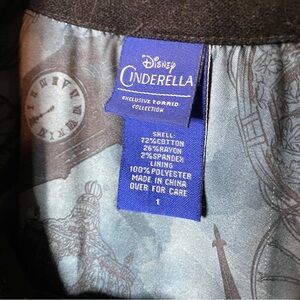 Disney
CINDERELLA
EXCLUSIVE TORRID
COLLECTION
SHELL:
72%COTTON
26%RAYON
2%SPANDEX
LINING
100%POLYESTER
MADE IN CHINA
OVER FOR CARE
1